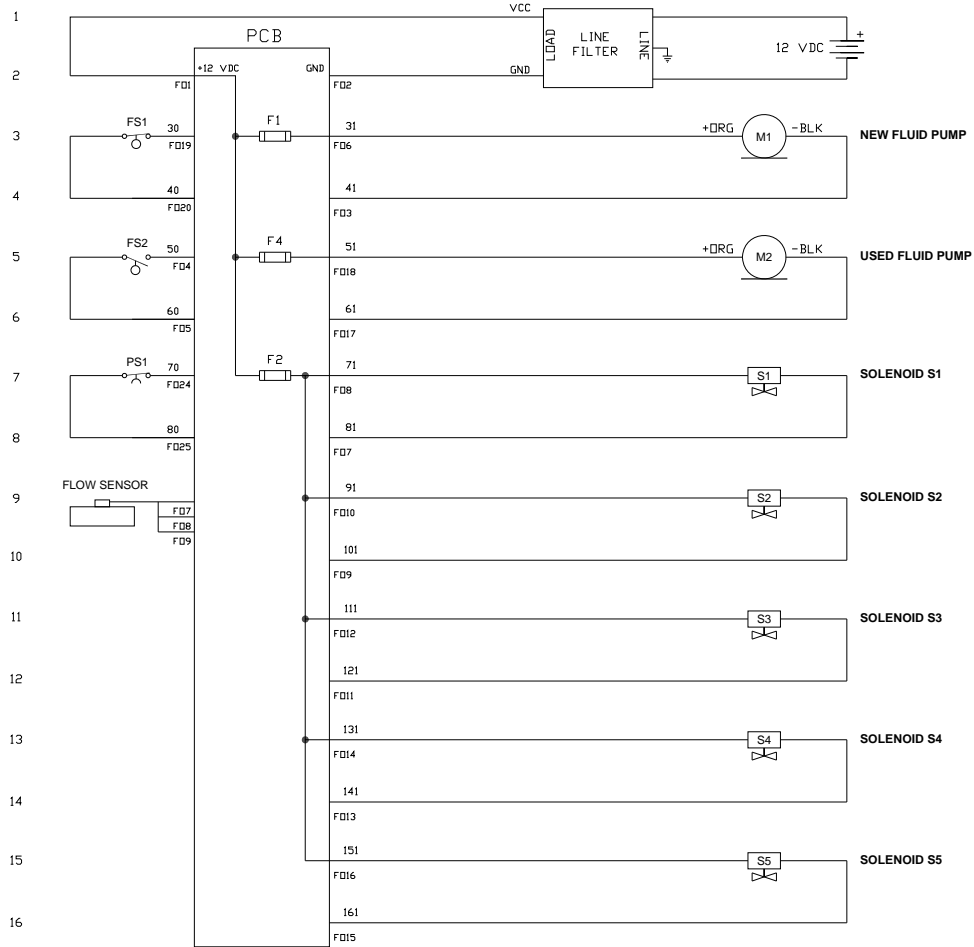 1
VCC
LOAD
LINE FILTER
LINE
12 VDC
+
PCB
2
+12 VDC
GND
GND
FO1
FO2
3
FS1
30
F1
31
+ORG
M1
-BLK
NEW FLUID PUMP
FO19
FO6
4
40
41
FO20
FO3
5
FS2
50
F4
51
+ORG
M2
-BLK
USED FLUID PUMP
FO4
FO18
6
60
61
FO5
FO17
7
PS1
70
F2
71
S1
SOLENOID S1
FO24
FO8
8
80
81
FO25
FO7
FLOW SENSOR
9
91
S2
SOLENOID S2
FO7
FO10
FO8
FO9
10
101
FO9
11
111
S3
SOLENOID S3
FO12
12
121
FO11
13
131
S4
SOLENOID S4
FO14
14
141
FO13
15
151
S5
SOLENOID S5
FO16
16
161
FO15